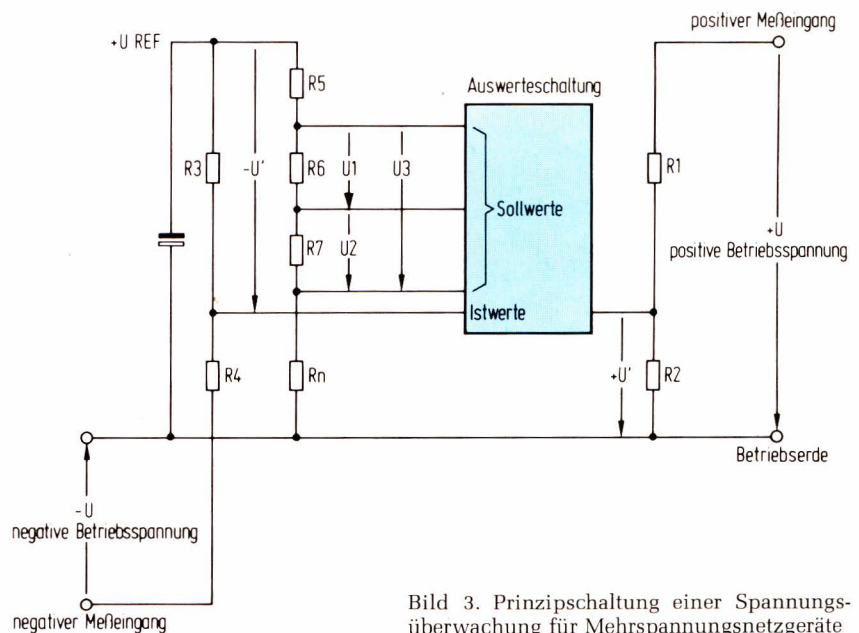 positiver Meßeingang
+U REF
Auswerteschaltung
R5
R3
-U'
R6
U1
U3
R1
Sollwerte
+U
positive Betriebsspannung
R7
U2
Istwerte
R4
Rn
+U'
R2
Betriebserde
-U
negative Betriebsspannung
negativer Meßeingang
Bild 3. Prinzipschaltung einer Spannungs-
überwachung für Mehrspannungsnetzgeräte